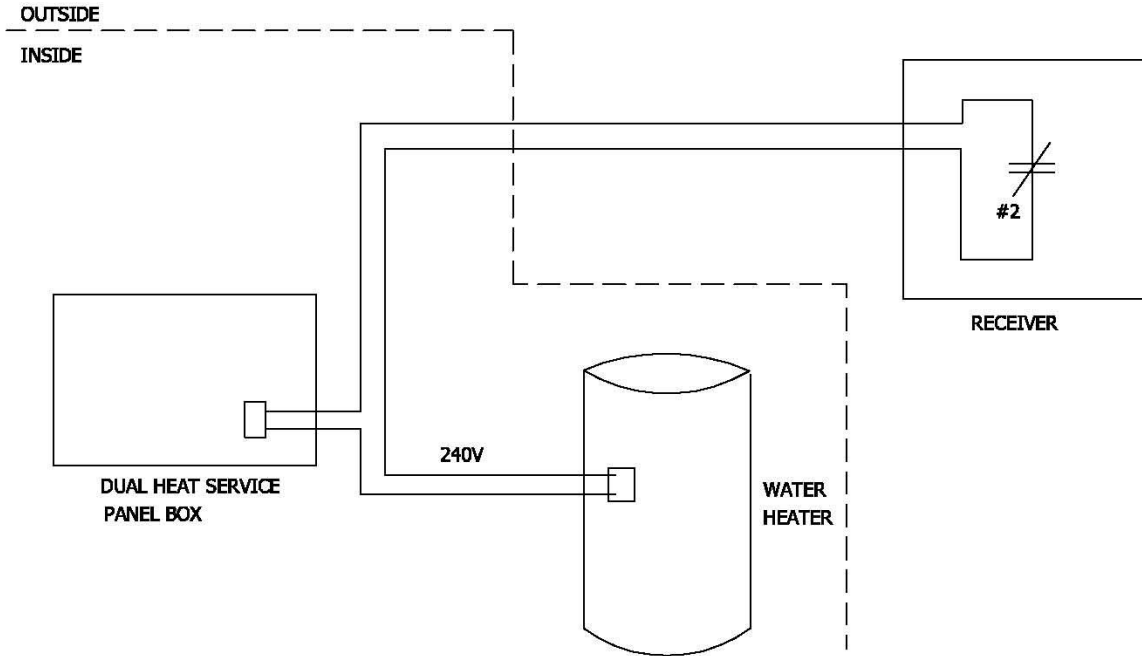 OUTSIDE
INSIDE
#2
RECEIVER
240V
DUAL HEAT SERVICE
PANEL BOX
WATER
HEATER